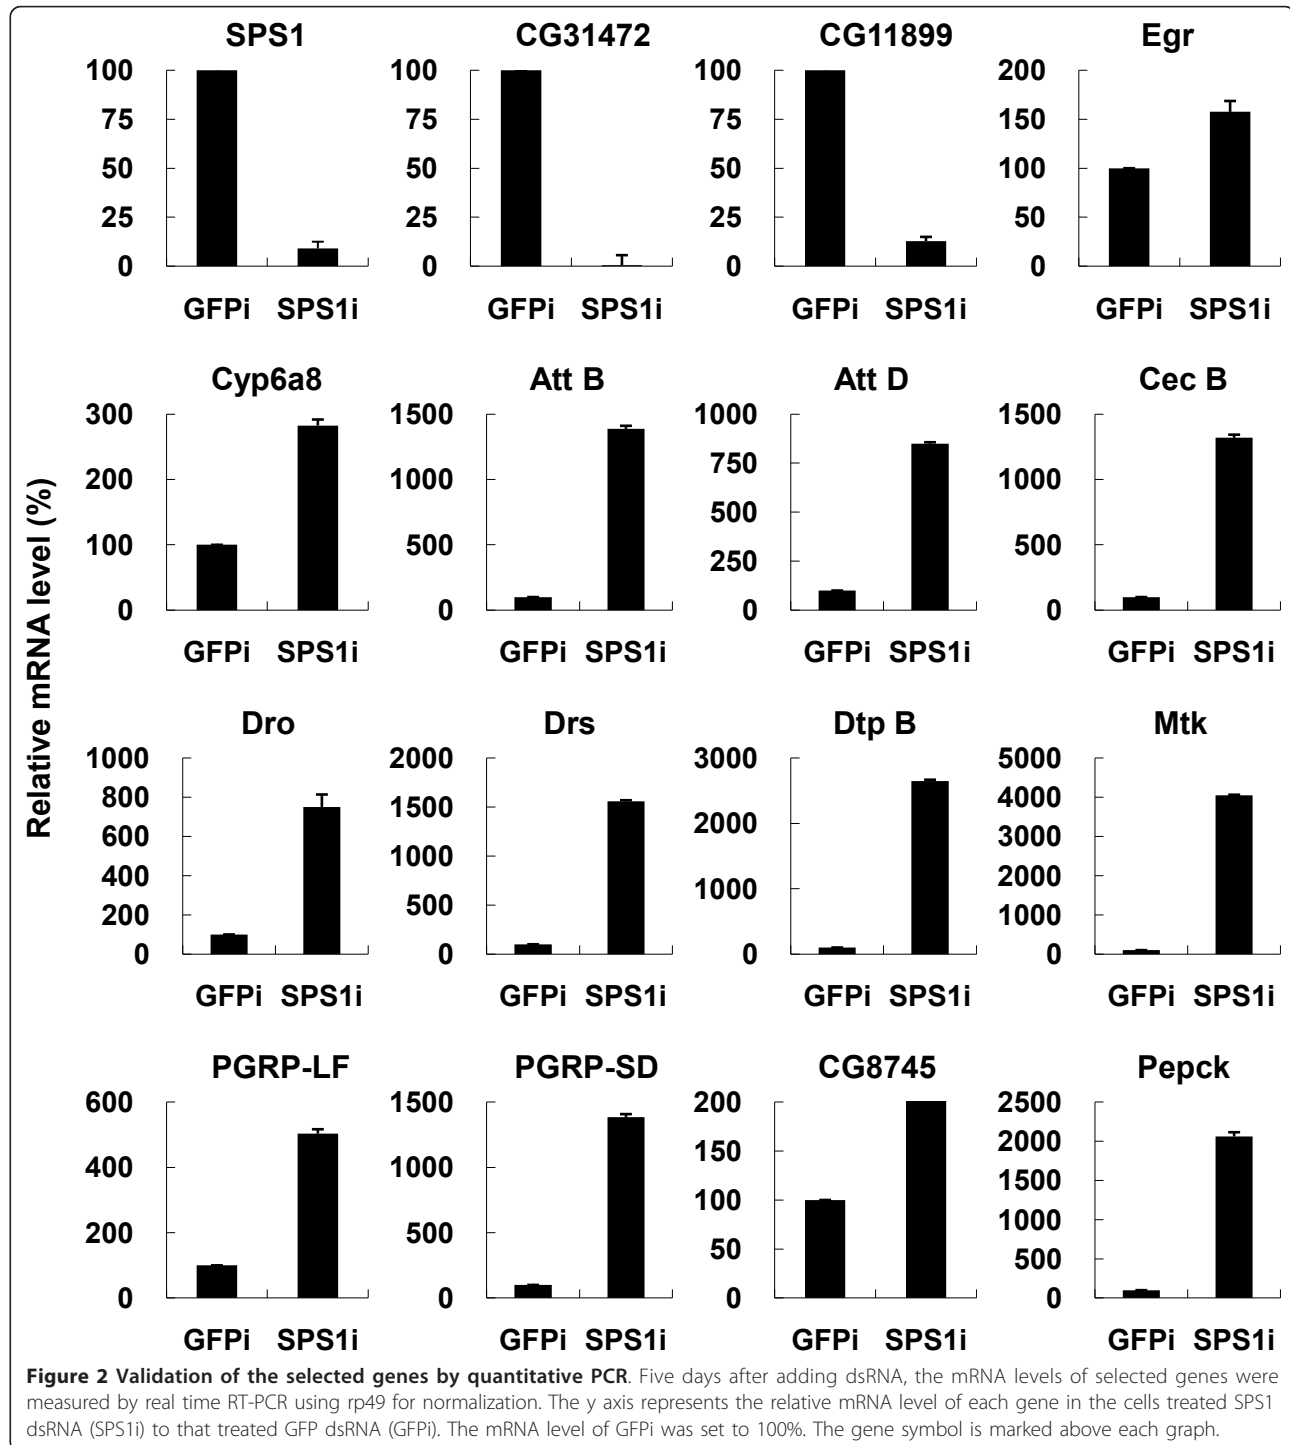 SPS1 CG31472 CG11899 Egr
100 100 100 200
75 75 75 150
50 50 50 100
25 25 25 50
0 0 0 0
GFPi SPS1i GFPi SPS1i GFPi SPS1i GFPi SPS1i
Relative mRNA level (%)
Cyp6a8 Att B Att D Cec B
300 1500 1000 1500
200 1000 750 1000
100 500 500 500
0 0 250 0
0
GFPi SPS1i GFPi SPS1i GFPi SPS1i GFPi SPS1i
Dro Drs Dtp B Mtk
1000 2000 3000 5000
800 1500 2000 4000
600 1000 1000 3000
400 500 0 2000
200 0 1000
0 0
GFPi SPS1i GFPi SPS1i GFPi SPS1i GFPi SPS1i
PGRP-LF PGRP-SD CG8745 Pepck
600 1500 200 2500
400 1000 150 2000
200 500 100 1500
0 0 50 1000
0 500
0
GFPi SPS1i GFPi SPS1i GFPi SPS1i GFPi SPS1i
Figure 2 Validation of the selected genes by quantitative PCR. Five days after adding dsRNA, the mRNA levels of selected genes were
measured by real time RT-PCR using rp49 for normalization. The y axis represents the relative mRNA level of each gene in the cells treated SPS1
dsRNA (SPS1i) to that treated GFP dsRNA (GFPi). The mRNA level of GFPi was set to 100%. The gene symbol is marked above each graph.